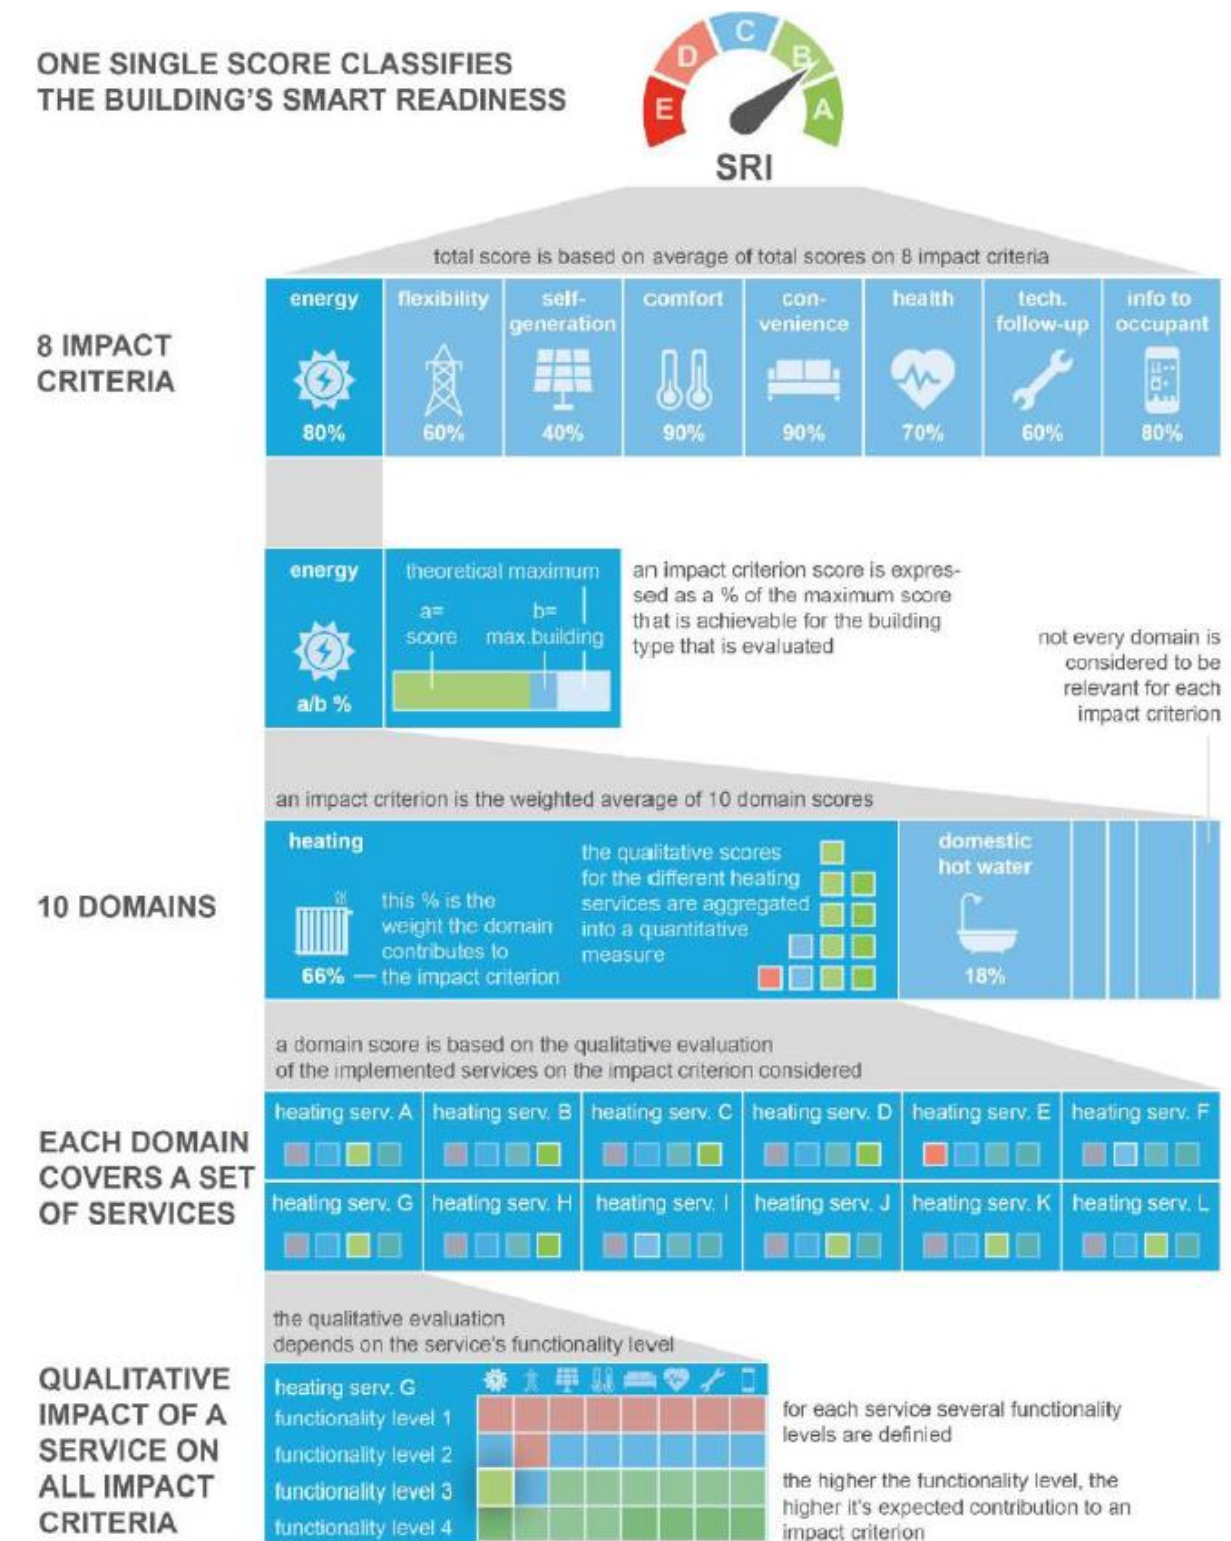 ONE SINGLE SCORE CLASSIFIES
THE BUILDING'S SMART READINESS
E
D
C
B
A
SRI
total score is based on average of total scores on 8 impact criteria
8 IMPACT
CRITERIA
energy
80%
flexibility
60%
self-
generation
40%
comfort
90%
con-
venience
90%
health
70%
tech.
follow-up
60%
info to
occupant
80%
energy
a/b %
theoretical maximum
a=
score
b=
max.building
an impact criterion score is expres-
sed as a % of the maximum score
that is achievable for the building
type that is evaluated
not every domain is
considered to be
relevant for each
impact criterion
an impact criterion is the weighted average of 10 domain scores
10 DOMAINS
heating
66%
this % is the
weight the domain
contributes to
the impact criterion
the qualitative scores
for the different heating
services are aggregated
into a quantitative
measure
domestic
hot water
18%
a domain score is based on the qualitative evaluation
of the implemented services on the impact criterion considered
EACH DOMAIN
COVERS A SET
OF SERVICES
heating serv. A
heating serv. B
heating serv. C
heating serv. D
heating serv. E
heating serv. F
heating serv. G
heating serv. H
heating serv. I
heating serv. J
heating serv. K
heating serv. L
the qualitative evaluation
depends on the service's functionality level
QUALITATIVE
IMPACT OF A
SERVICE ON
ALL IMPACT
CRITERIA
heating serv. G
functionality level 1
functionality level 2
functionality level 3
functionality level 4
for each service several functionality
levels are definied
the higher the functionality level, the
higher it's expected contribution to an
impact criterion